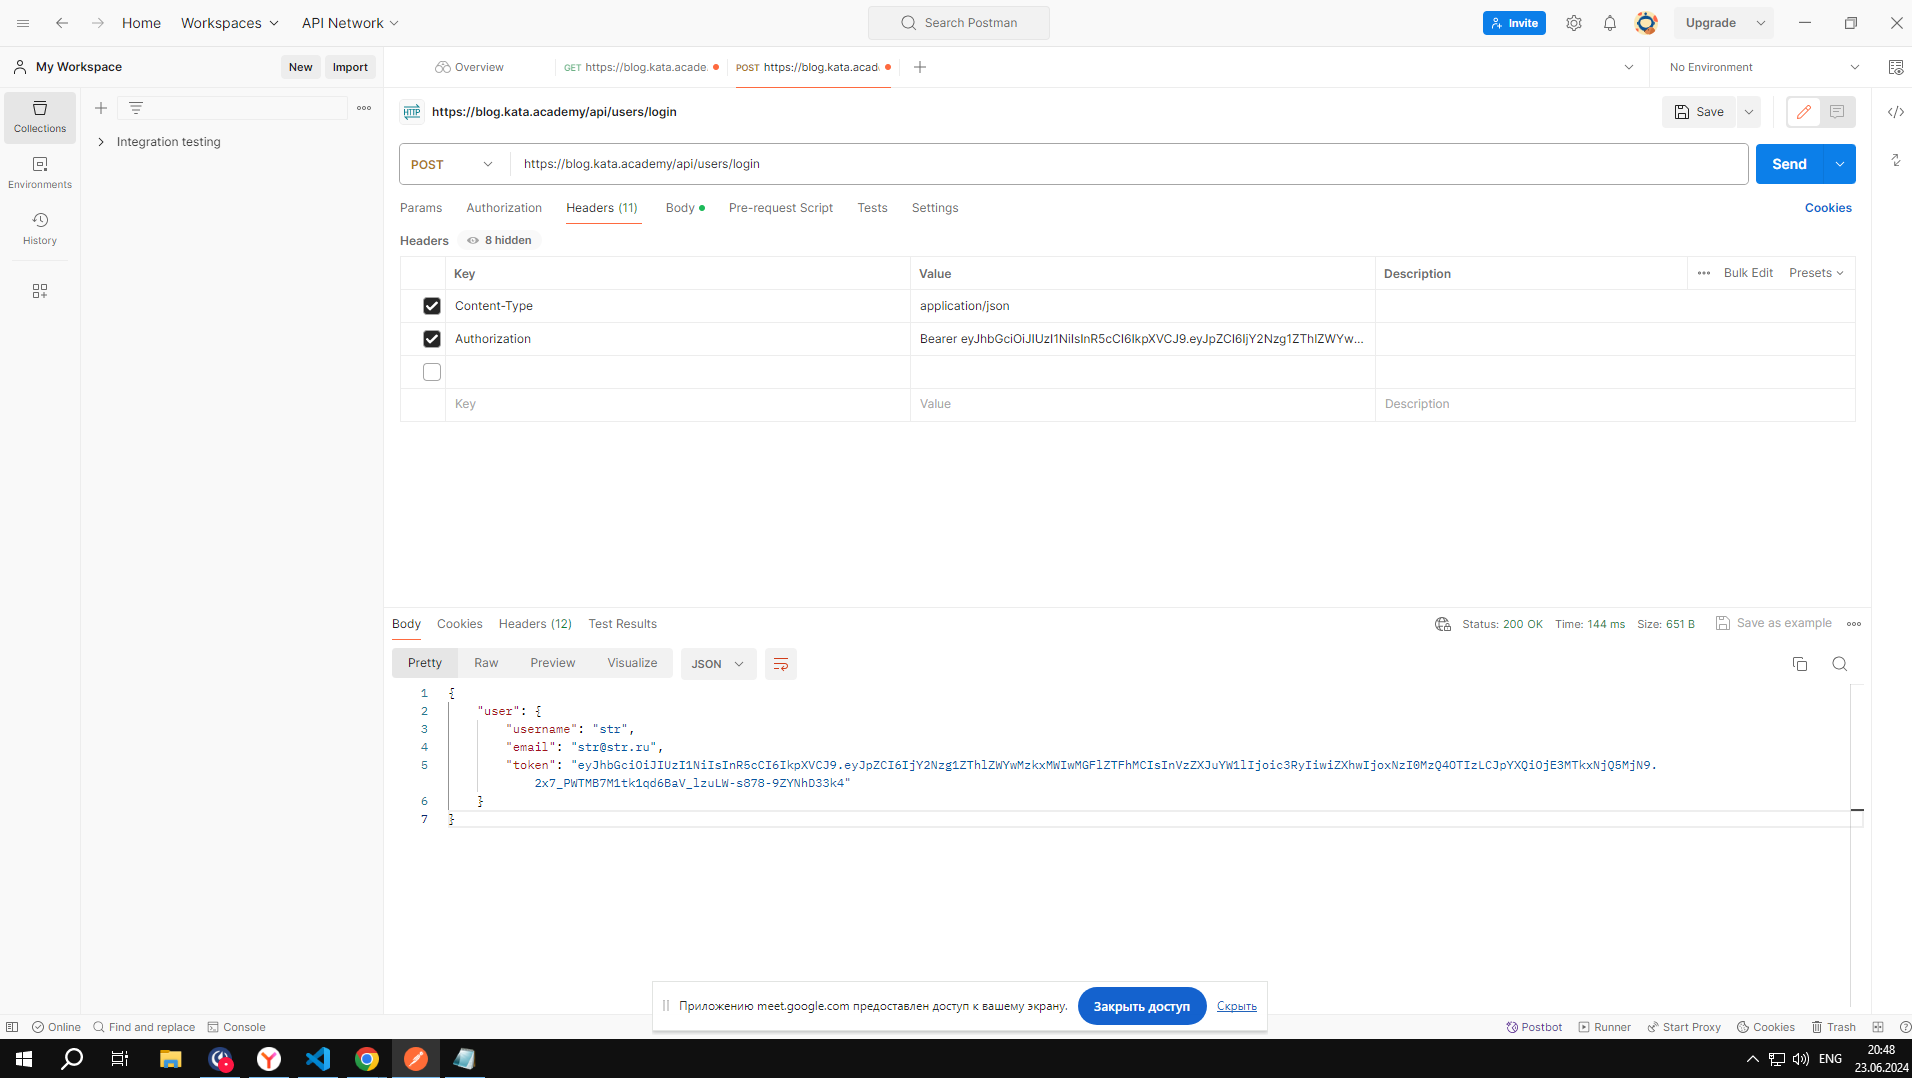 Home
Workspaces
API Network
Search Postman
Invite
Upgrade
My Workspace
New
Import
Overview
GET https://blog.kata.acade
POST https://blog.kata.acad
No Environment
Collections
Environments
History
Integration testing
HTTP
https://blog.kata.academy/api/users/login
Save
POST
https://blog.kata.academy/api/users/login
Send
Params
Authorization
Headers (11)
Body
Pre-request Script
Tests
Settings
Cookies
Headers
8 hidden
Key
Value
Description
Bulk Edit
Presets
Content-Type
application/json
Authorization
Bearer eyJhbGciOiJIUzI1NiIsInR5cCI6IkpXVCJ9.eyJpZCI6IjY2Nzg1ZThlZWYw...
Key
Value
Description
Body
Cookies
Headers (12)
Test Results
Status: 200 OK
Time: 144 ms
Size: 651 B
Save as example
Pretty
Raw
Preview
Visualize
JSON
1 {
2 "user": {
3 "username": "str",
4 "email": "str@str.ru",
5 "token": "eyJhbGciOiJIUzI1NiIsInR5cCI6IkpXVCJ9.eyJpZCI6IjY2Nzg1ZThlZWYwMzkxMWIwMGFlZTFhMCIsInVzZXJuYW1lIjoic3RyIiwiZXhwIjoxNzI0MzQ4OTIzLCJpYXQiOjE3MTkxNjQ5MjN9.
2x7_PWTMB7M1tk1qd6BaV_lzuLW-s878-9ZYNhD33k4"
6 }
7 }
Приложению meet.google.com предоставлен доступ к вашему экрану.
Закрыть доступ
Скрыть
Online
Find and replace
Console
Postbot
Runner
Start Proxy
Cookies
Trash
ENG
20:48
23.06.2024